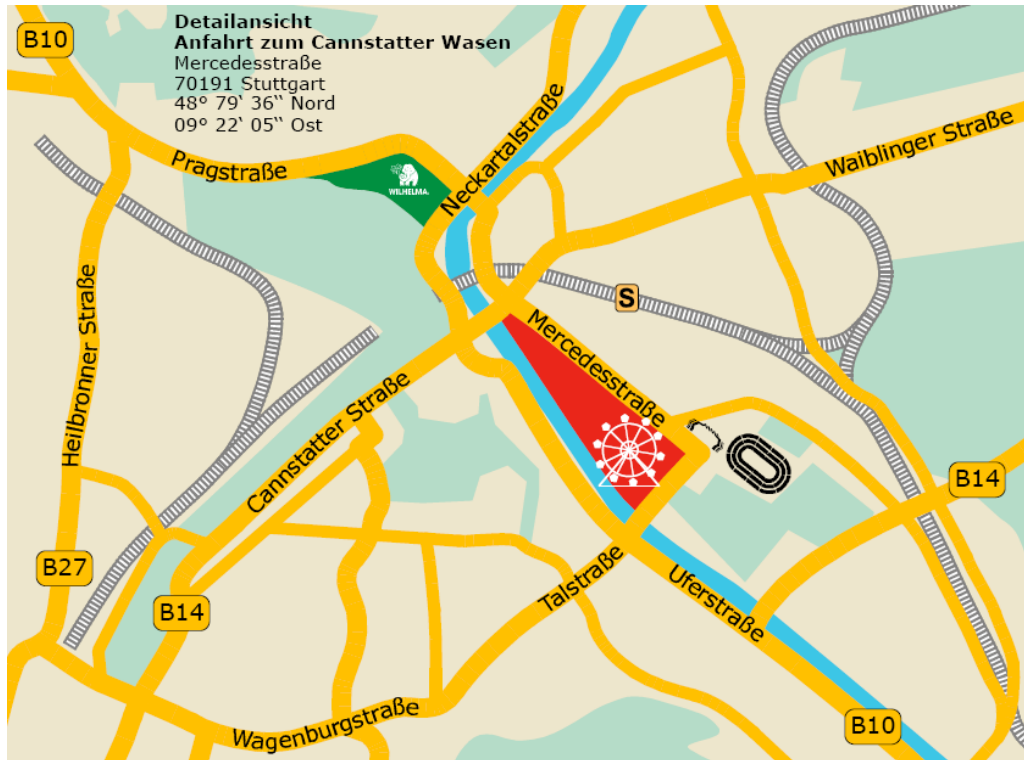 B10
Detailansicht
Anfahrt zum Cannstatter Wasen
Mercedesstraße
70191 Stuttgart
48° 79‘ 36“ Nord
09° 22‘ 05“ Ost
Pragstraße
WILHELMA.
Neckartalstraße
Waiblinger Straße
S
Mercedesstraße
Heilbronner Straße
Cannstatter Straße
B14
B27
B14
Talstraße
Uferstraße
Wagenburgstraße
B10